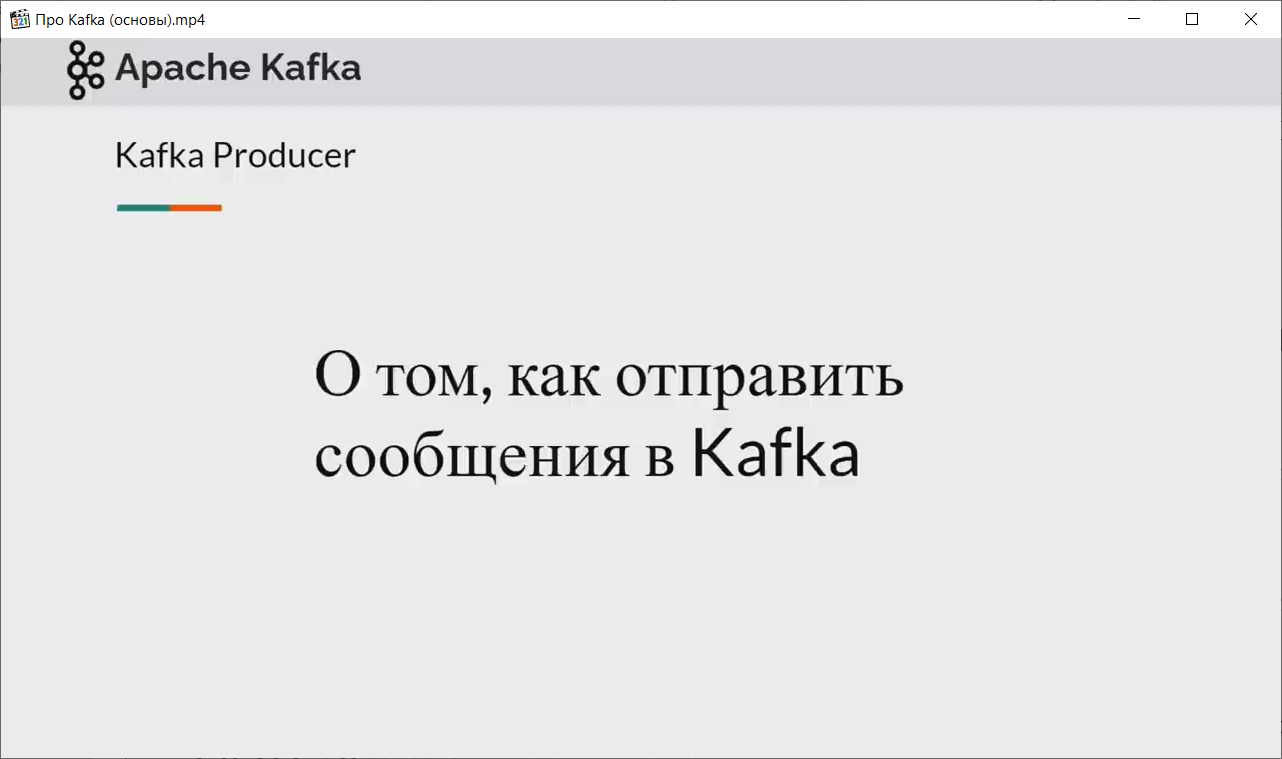 Про Kafka (основы).mp4
Apache Kafka
Kafka Producer
О том, как отправить
сообщения в Kafka